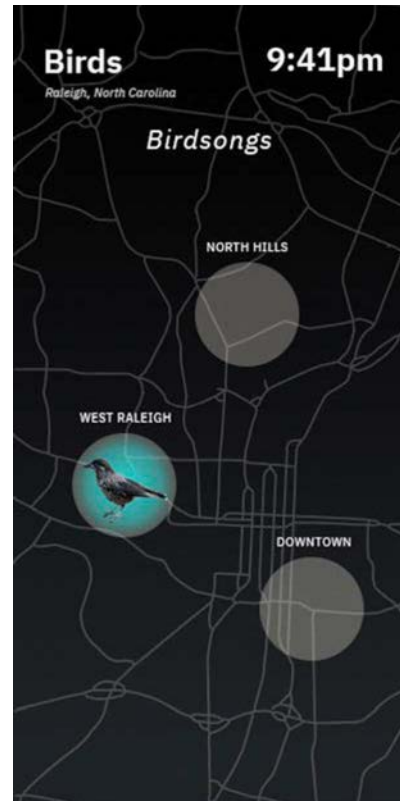 Birds
9:41pm
Raleigh, North Carolina
Birdsongs
NORTH HILLS
WEST RALEIGH
DOWNTOWN